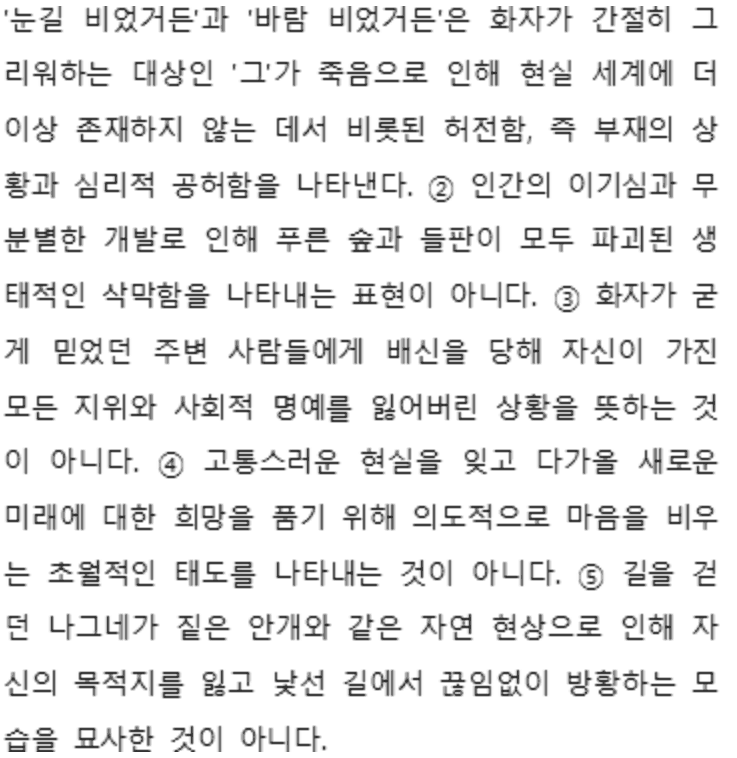 '눈길 비었거든'과 '바람 비었거든'은 화자가 간절히 그
리워하는 대상인 '그'가 죽음으로 인해 현실 세계에 더
이상 존재하지 않는 데서 비롯된 허전함, 즉 부재의 상
황과 심리적 공허함을 나타낸다. ② 인간의 이기심과 무
분별한 개발로 인해 푸른 숲과 들판이 모두 파괴된 생
태적인 삭막함을 나타내는 표현이 아니다. ③ 화자가 굳
게 믿었던 주변 사람들에게 배신을 당해 자신이 가진
모든 지위와 사회적 명예를 잃어버린 상황을 뜻하는 것
이 아니다. ④ 고통스러운 현실을 잊고 다가올 새로운
미래에 대한 희망을 품기 위해 의도적으로 마음을 비우
는 초월적인 태도를 나타내는 것이 아니다. ⑤ 길을 걷
던 나그네가 짙은 안개와 같은 자연 현상으로 인해 자
신의 목적지를 잃고 낯선 길에서 끊임없이 방황하는 모
습을 묘사한 것이 아니다.